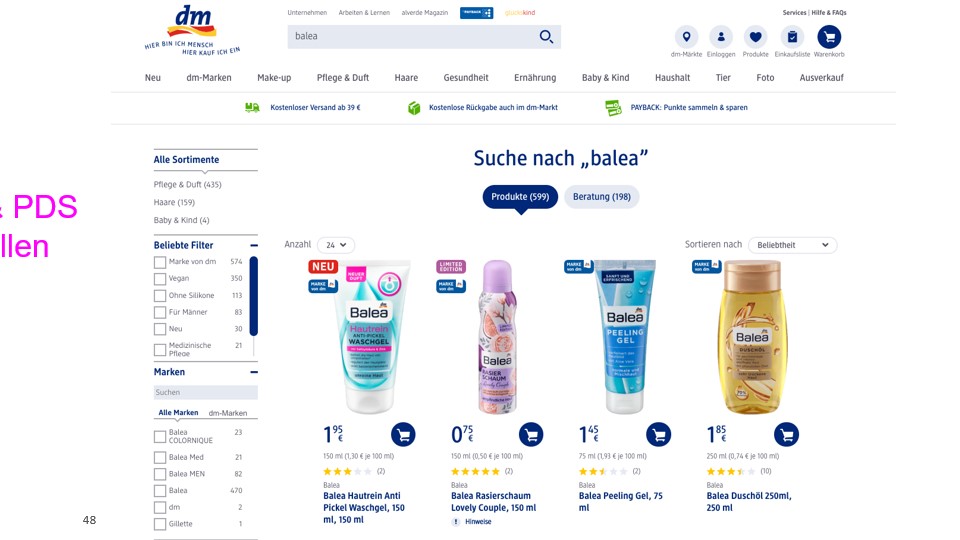 dm
HIER BIN ICH MENSCH
HIER KAUF ICH EIN
Unternehmen Arbeiten & Lernen alverde Magazin PAYBACK glückskind
Services | Hilfe & FAQs
balea
dm-Märkte Einloggen Produkte Einkaufsliste Warenkorb
Neu dm-Marken Make-up Pflege & Duft Haare Gesundheit Ernährung Baby & Kind Haushalt Tier Foto Ausverkauf
Kostenloser Versand ab 39 € Kostenlose Rückgabe auch im dm-Markt PAYBACK: Punkte sammeln & sparen
& PDS
llen
Alle Sortimente
Pflege & Duft (435)
Haare (159)
Baby & Kind (4)
Beliebte Filter
Marke von dm 574
Vegan 350
Ohne Silikone 113
Für Männer 83
Neu 30
Medizinische 21
Pflege
Marken
Suchen
Alle Marken dm-Marken
Balea 23
COLORNIQUE
Balea Med 21
Balea MEN 82
Balea 470
dm 2
Gillette 1
Suche nach „balea”
Produkte (599) Beratung (198)
Anzahl 24
Sortieren nach Beliebtheit
NEU
MARKE von dm
NEUER DUFT
Balea
Hautrein
ANTI-PICKEL
WASCHGEL
1 95 €
150 ml (1,30 € je 100 ml)
(2)
Balea
Balea Hautrein Anti
Pickel Waschgel, 150
ml, 150 ml
LIMITED
EDITION
MARKE von dm
Balea
RASIER
SCHAUM
Lovely Couple
0 75 €
150 ml (0,50 € je 100 ml)
(2)
Balea
Balea Rasierschaum
Lovely Couple, 150 ml
Hinweise
MARKE von dm
SANFT UND
ERFRISCHEND
Balea
PEELING
GEL
1 45 €
75 ml (1,93 € je 100 ml)
(2)
Balea
Balea Peeling Gel, 75
ml
MARKE von dm
Balea
DUSCHÖL
1 85 €
250 ml (0,74 € je 100 ml)
(10)
Balea
Balea Duschöl 250ml,
250 ml
48